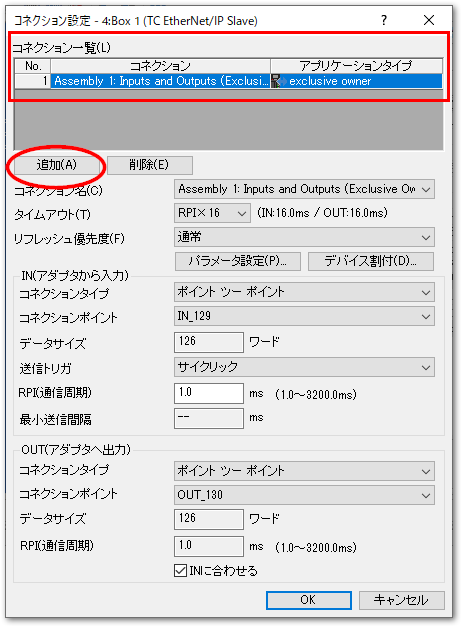 コネクション設定 - 4:Box 1 (TC EtherNet/IP Slave)
コネクション一覧(L)
No. コネクション アプリケーションタイプ
1 Assembly 1: Inputs and Outputs (Exclusi... exclusive owner
追加(A) 削除(E)
コネクション名(C) Assembly 1: Inputs and Outputs (Exclusive Ow
タイムアウト(T) RPI×16 (IN:16.0ms / OUT:16.0ms)
リフレッシュ優先度(F) 通常
パラメータ設定(P)... デバイス割付(D)...
IN(アダプタから入力)
コネクションタイプ ポイント ツー ポイント
コネクションポイント IN_129
データサイズ 126 ワード
送信トリガ サイクリック
RPI(通信周期) 1.0 ms (1.0～3200.0ms)
最小送信間隔 -- ms
OUT(アダプタへ出力)
コネクションタイプ ポイント ツー ポイント
コネクションポイント OUT_130
データサイズ 126 ワード
RPI(通信周期) 1.0 ms (1.0～3200.0ms)
INに合わせる
OK キャンセル